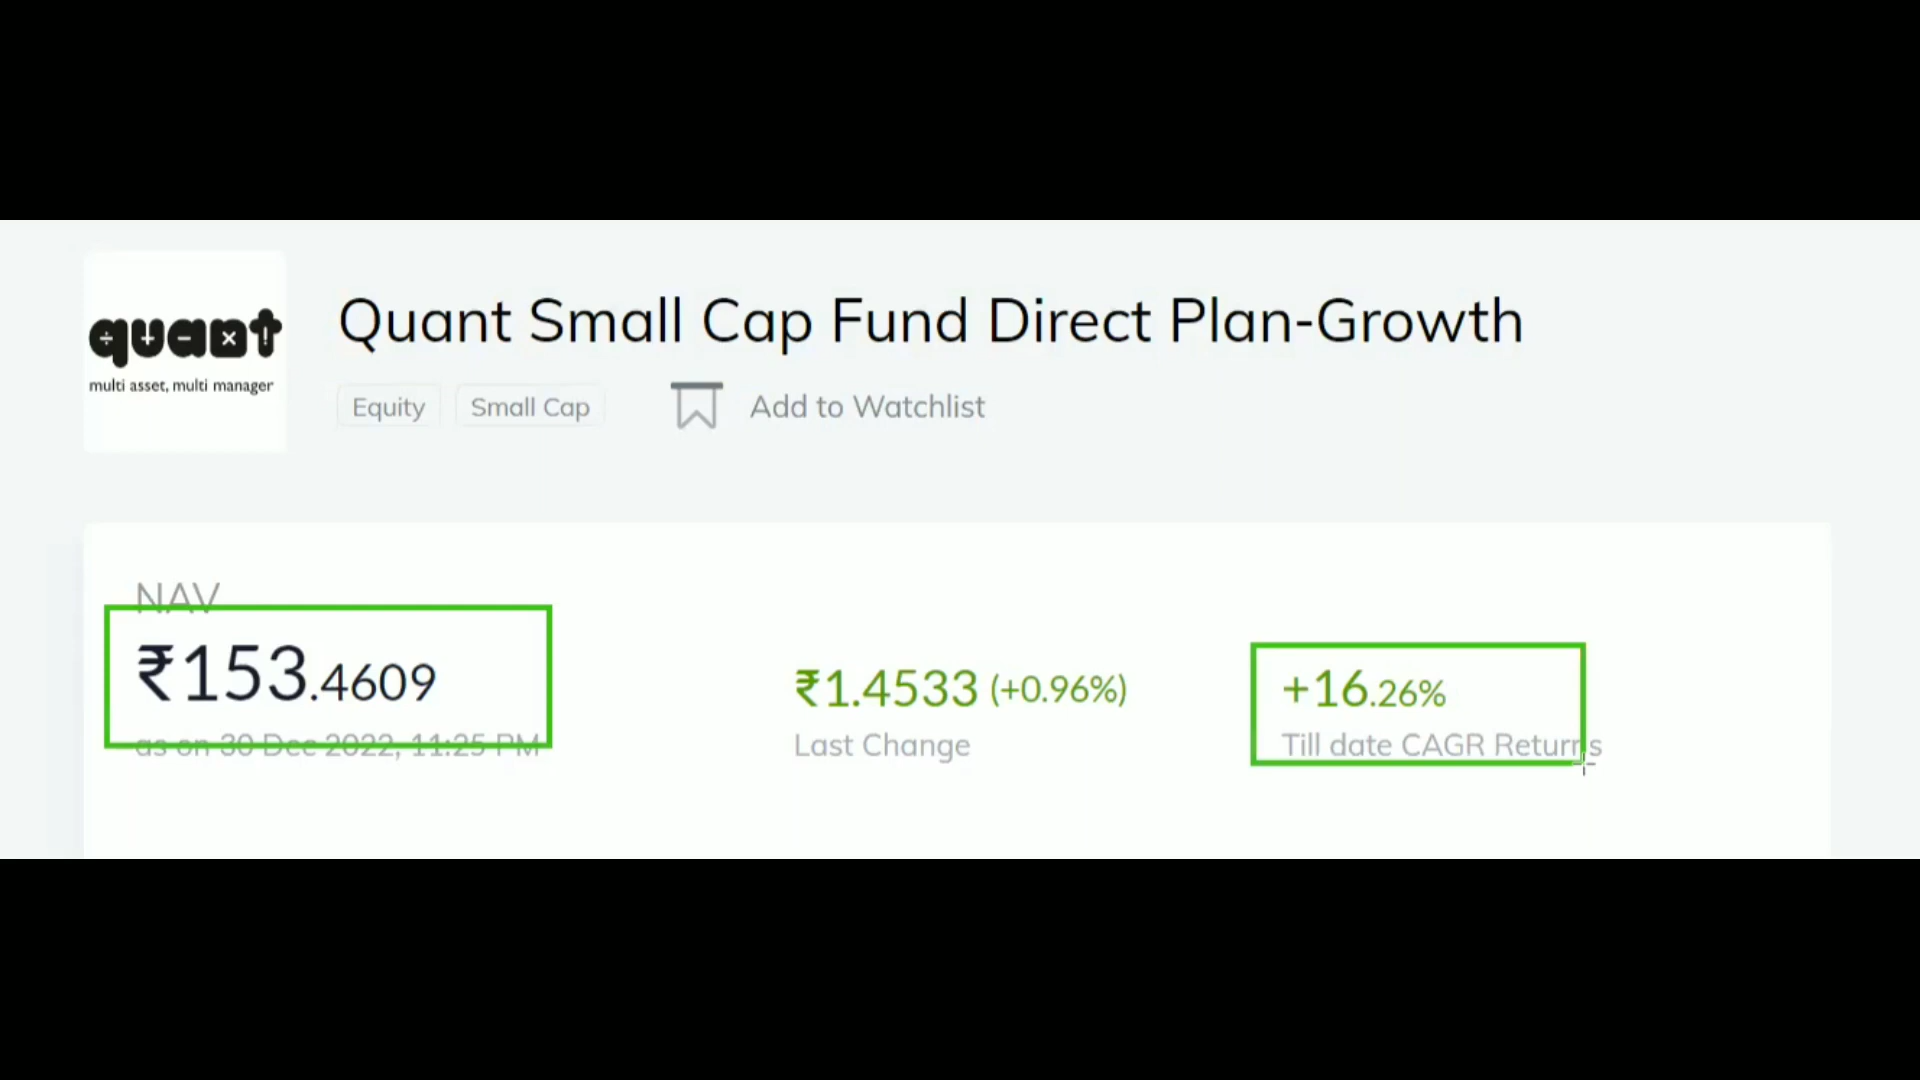 quant
multi asset, multi manager
Quant Small Cap Fund Direct Plan-Growth
Equity
Small Cap
Add to Watchlist
NAV
₹153.4609
as on 30 Dec 2022, 11:25 PM
₹1.4533 (+0.96%)
Last Change
+16.26%
Till date CAGR Returns